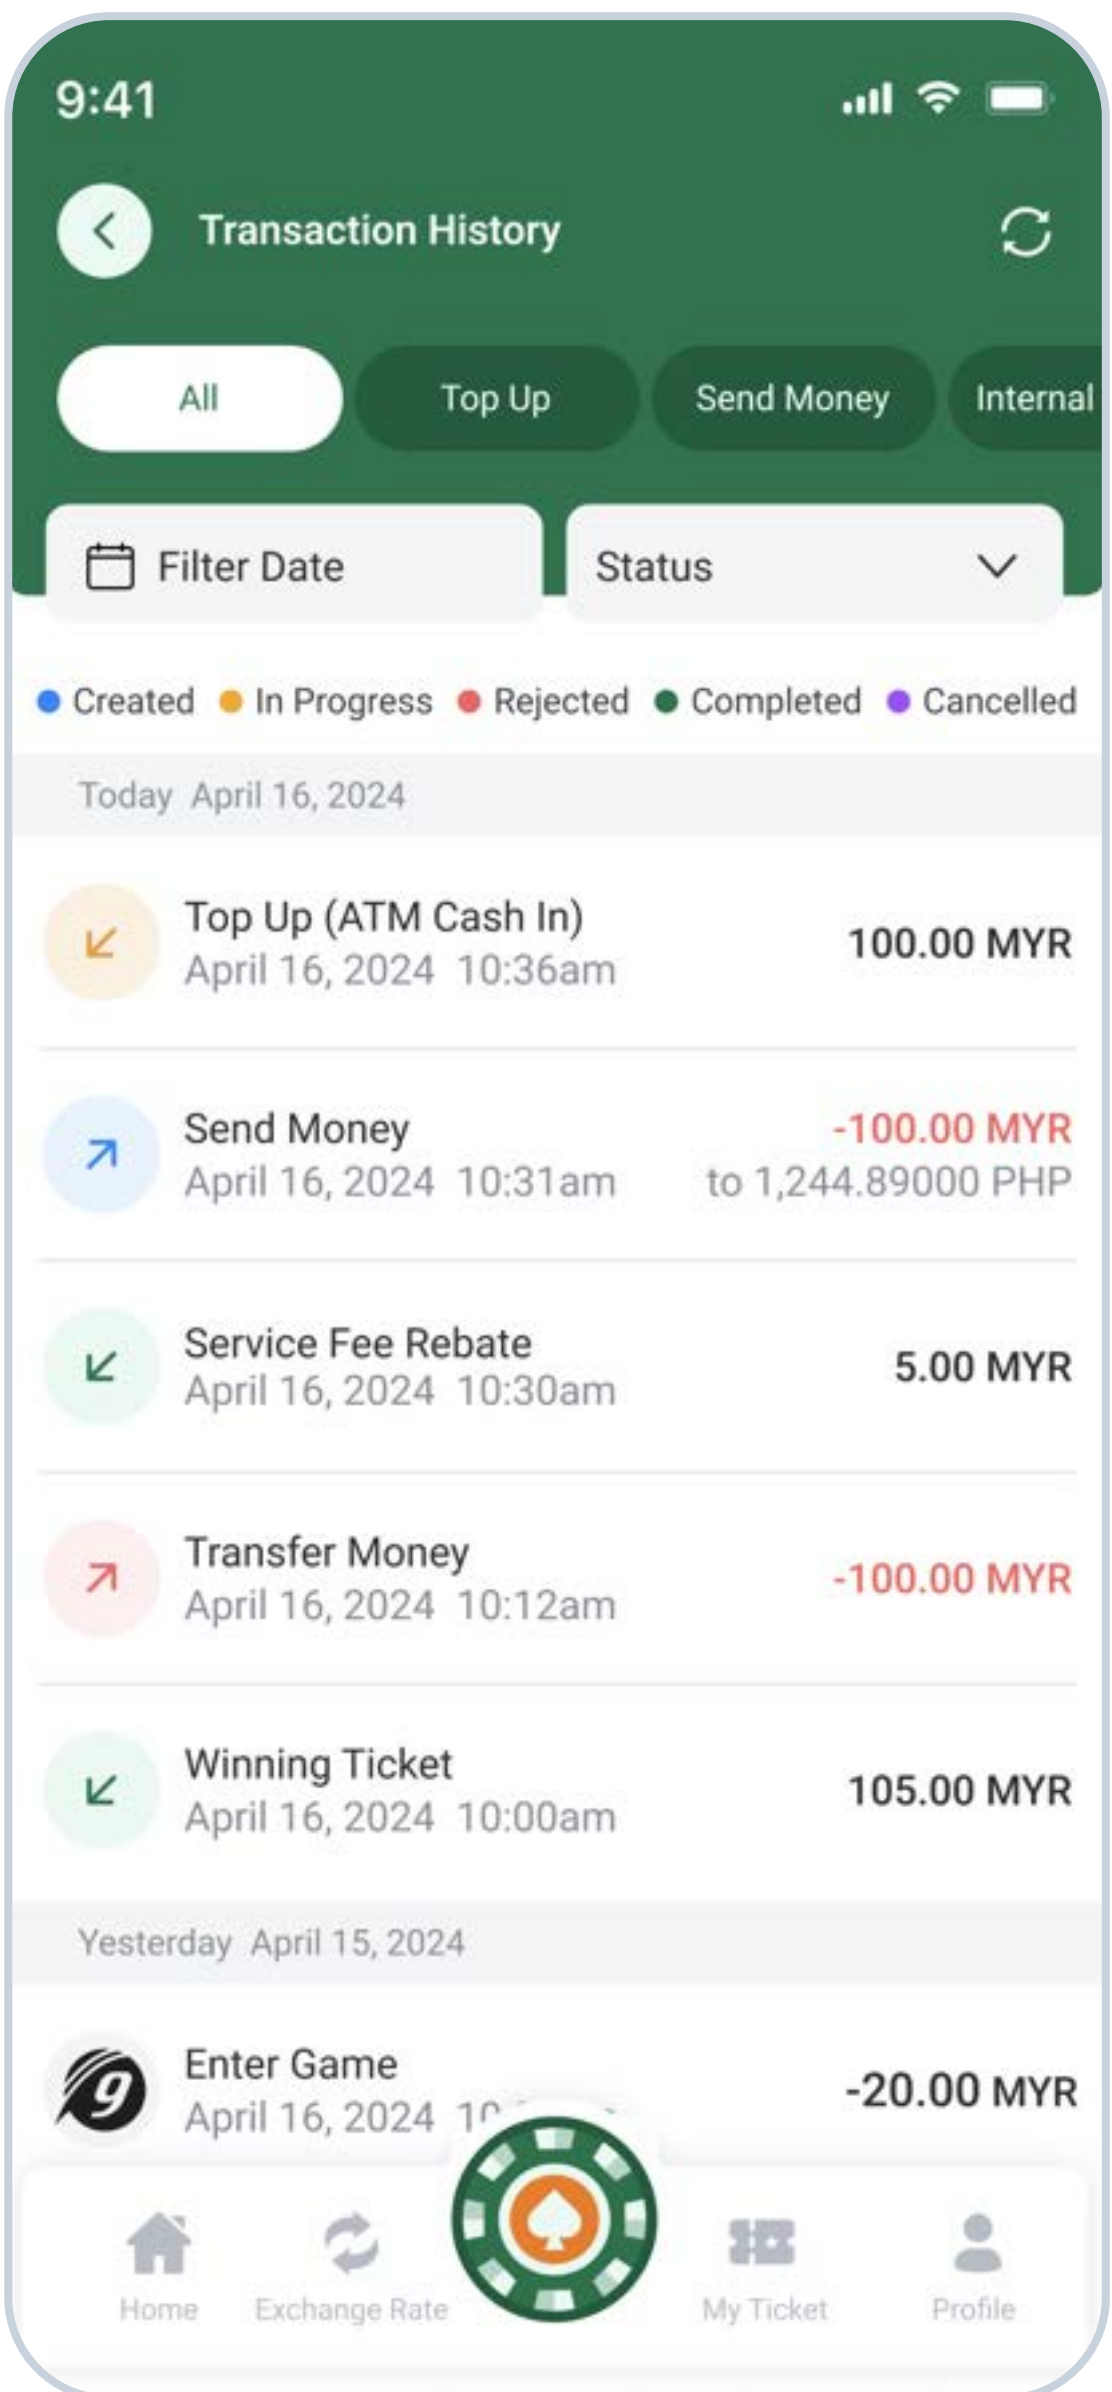 9:41
Transaction History
All
Top Up
Send Money
Internal
Filter Date
Status
Created
In Progress
Rejected
Completed
Cancelled
Today April 16, 2024
Top Up (ATM Cash In)
100.00 MYR
April 16, 2024 10:36am
Send Money
-100.00 MYR
April 16, 2024 10:31am
to 1,244.89000 PHP
Service Fee Rebate
5.00 MYR
April 16, 2024 10:30am
Transfer Money
-100.00 MYR
April 16, 2024 10:12am
Winning Ticket
105.00 MYR
April 16, 2024 10:00am
Yesterday April 15, 2024
9
Enter Game
-20.00 MYR
April 16, 2024
Home
Exchange Rate
My Ticket
Profile